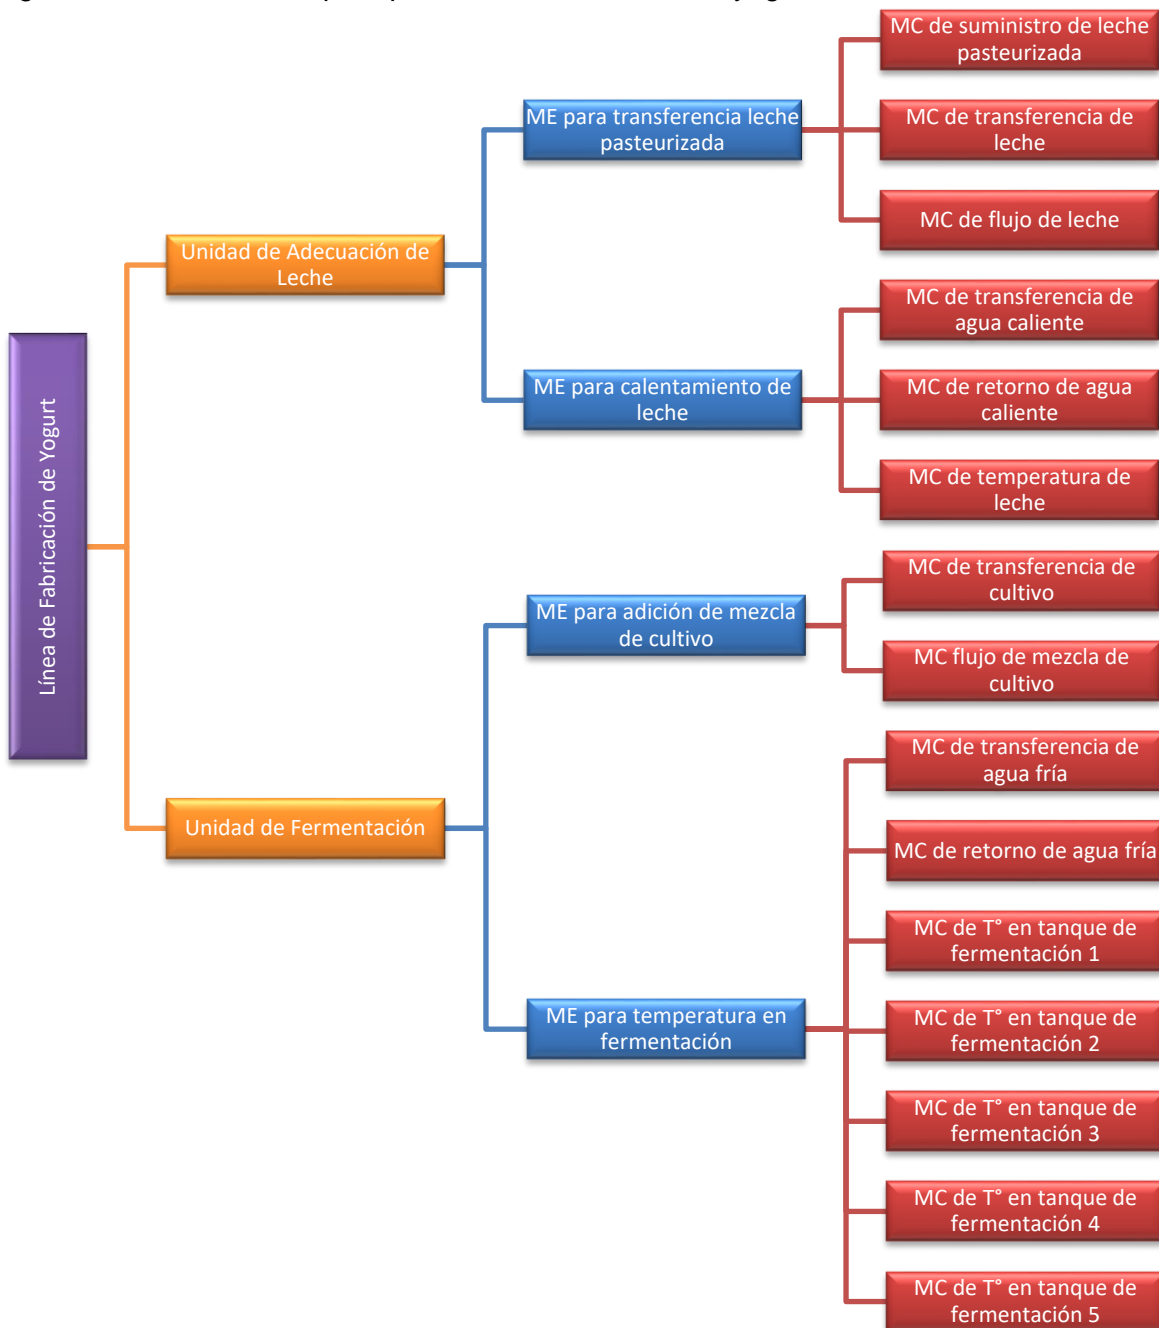 Línea de Fabricación de Yogurt
Unidad de Adecuación de
Leche
ME para transferencia leche
pasteurizada
MC de suministro de leche
pasteurizada
MC de transferencia de
leche
MC de flujo de leche
ME para calentamiento de
leche
MC de transferencia de
agua caliente
MC de retorno de agua
caliente
MC de temperatura de
leche
Unidad de Fermentación
ME para adición de mezcla
de cultivo
MC de transferencia de
cultivo
MC flujo de mezcla de
cultivo
ME para temperatura en
fermentación
MC de transferencia de
agua fría
MC de retorno de agua fría
MC de T° en tanque de
fermentación 1
MC de T° en tanque de
fermentación 2
MC de T° en tanque de
fermentación 3
MC de T° en tanque de
fermentación 4
MC de T° en tanque de
fermentación 5